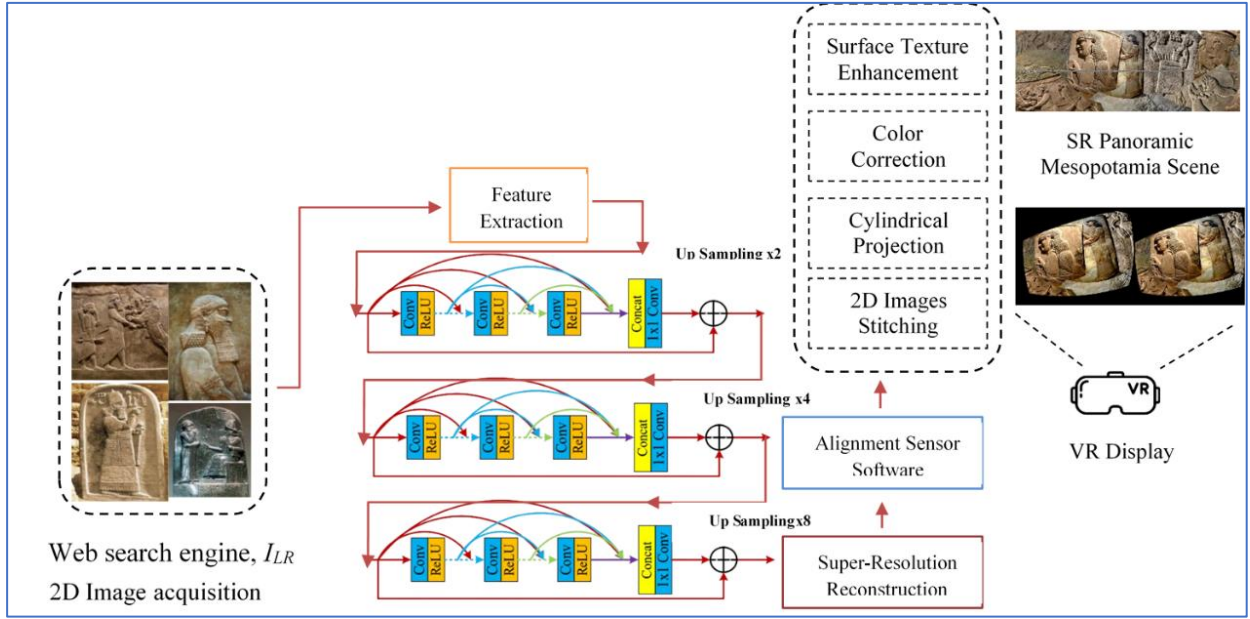 Web search engine, I_LR
2D Image acquisition
Feature
Extraction
Up Sampling x2
Conv
ReLU
Conv
ReLU
Conv
ReLU
Concat
1x1 Conv
Up Sampling x4
Conv
ReLU
Conv
ReLU
Conv
ReLU
Concat
1x1 Conv
Up Samplingx8
Conv
ReLU
Conv
ReLU
Conv
ReLU
Concat
1x1 Conv
Super-Resolution
Reconstruction
Alignment Sensor
Software
Surface Texture
Enhancement
Color
Correction
Cylindrical
Projection
2D Images
Stitching
SR Panoramic
Mesopotamia Scene
VR
VR Display